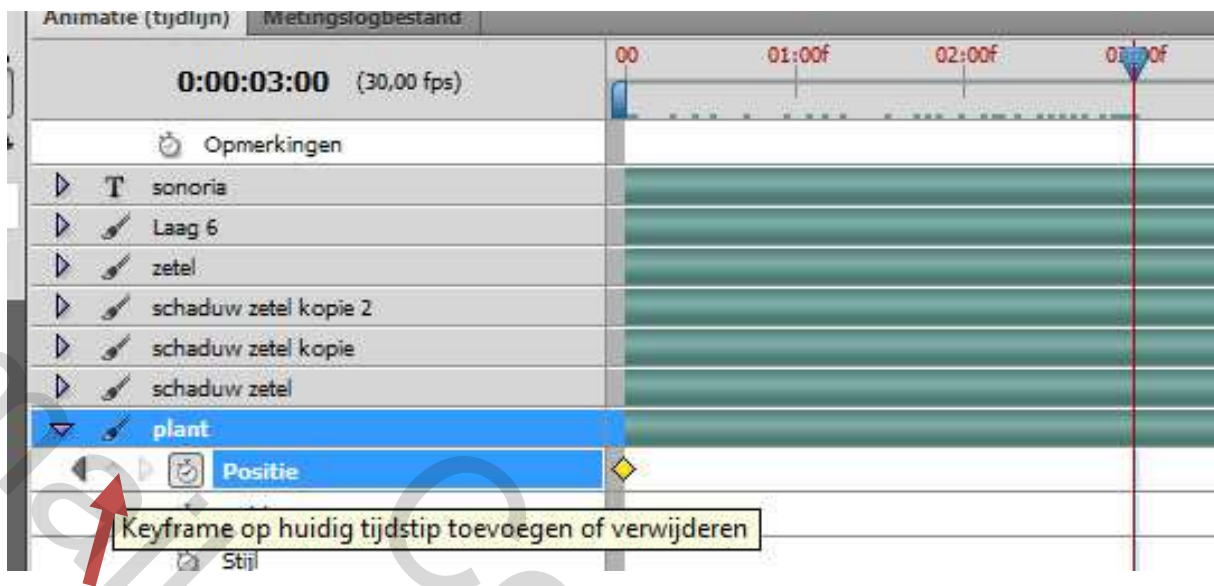 Animatie (tijdlijn) Metingslogbestand
0:00:03:00 (30,00 fps)
00 01:00f 02:00f
Opmerkingen
T sonoria
Laag 6
zetel
schaduw zetel kopie 2
schaduw zetel kopie
schaduw zetel
plant
Positie
Keyframe op huidig tijdstip toevoegen of verwijderen
Stijl